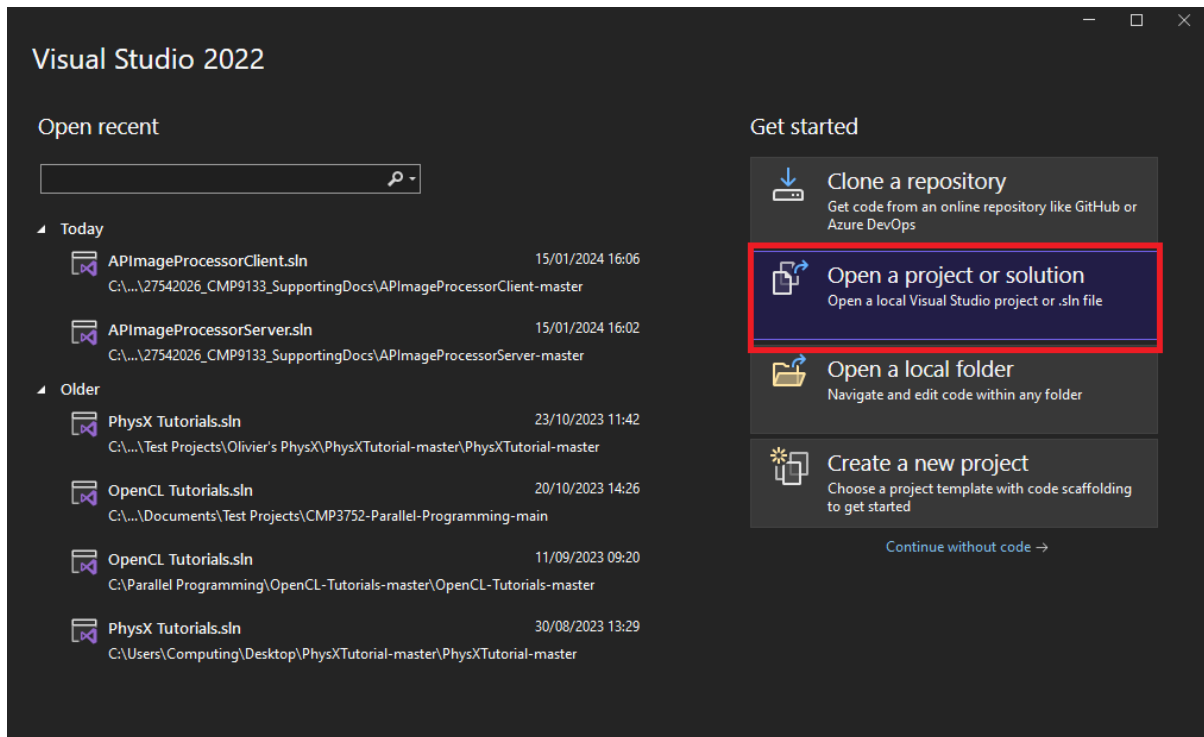 Visual Studio 2022
Open recent
Today
APImageProcessorClient.sln 15/01/2024 16:06
C:\...\27542026_CMP9133_SupportingDocs\APImageProcessorClient-master
APImageProcessorServer.sln 15/01/2024 16:02
C:\...\27542026_CMP9133_SupportingDocs\APImageProcessorServer-master
Older
PhysX Tutorials.sln 23/10/2023 11:42
C:\...\Test Projects\Olivier's PhysX\PhysXTutorial-master\PhysXTutorial-master
OpenCL Tutorials.sln 20/10/2023 14:26
C:\...\Documents\Test Projects\CMP3752-Parallel-Programming-main
OpenCL Tutorials.sln 11/09/2023 09:20
C:\Parallel Programming\OpenCL-Tutorials-master\OpenCL-Tutorials-master
PhysX Tutorials.sln 30/08/2023 13:29
C:\Users\Computing\Desktop\PhysXTutorial-master\PhysXTutorial-master
Get started
Clone a repository
Get code from an online repository like GitHub or
Azure DevOps
Open a project or solution
Open a local Visual Studio project or .sln file
Open a local folder
Navigate and edit code within any folder
Create a new project
Choose a project template with code scaffolding
to get started
Continue without code →